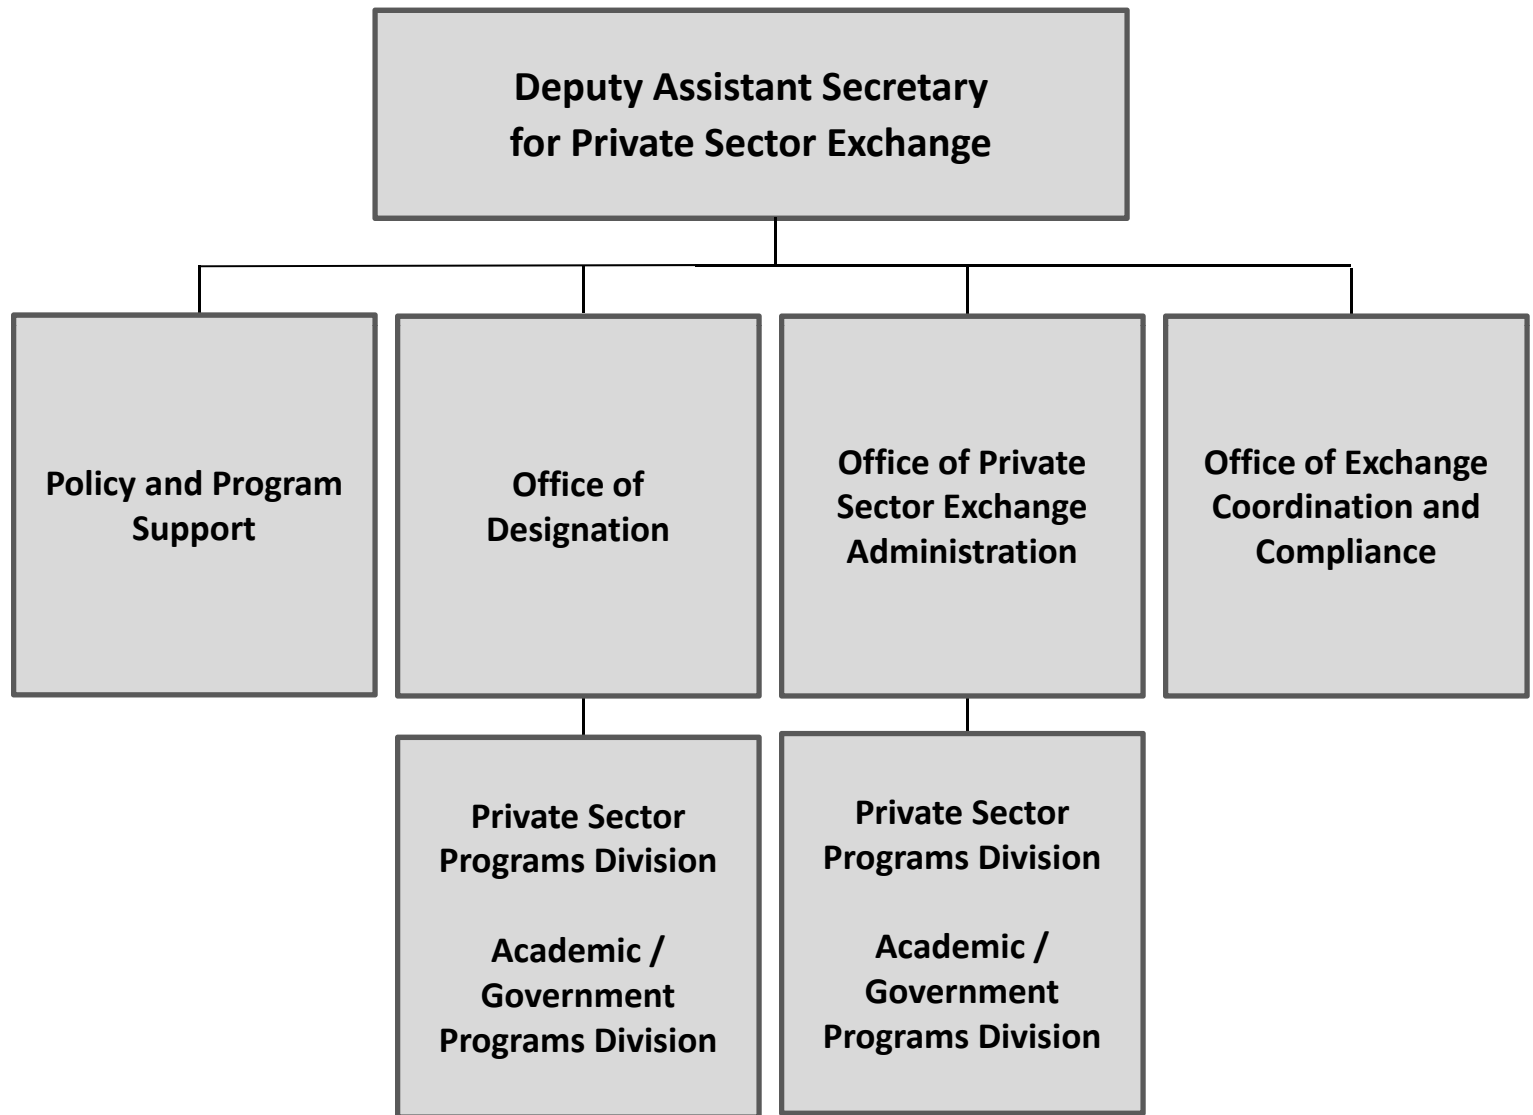 Deputy Assistant Secretary
for Private Sector Exchange
Policy and Program
Support
Office of
Designation
Office of Private
Sector Exchange
Administration
Office of Exchange
Coordination and
Compliance
Private Sector
Programs Division
Academic /
Government
Programs Division
Private Sector
Programs Division
Academic /
Government
Programs Division